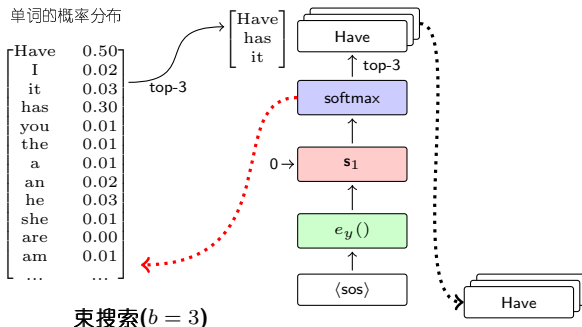 单词的概率分布
Have 0.50
I 0.02
it 0.03
has 0.30
you 0.01
the 0.01
a 0.01
an 0.02
he 0.03
she 0.01
are 0.00
am 0.01
... ...
top-3
Have
has
it
Have
top-3
softmax
0
s₁
e_y()
⟨sos⟩
Have
束搜索(b = 3)